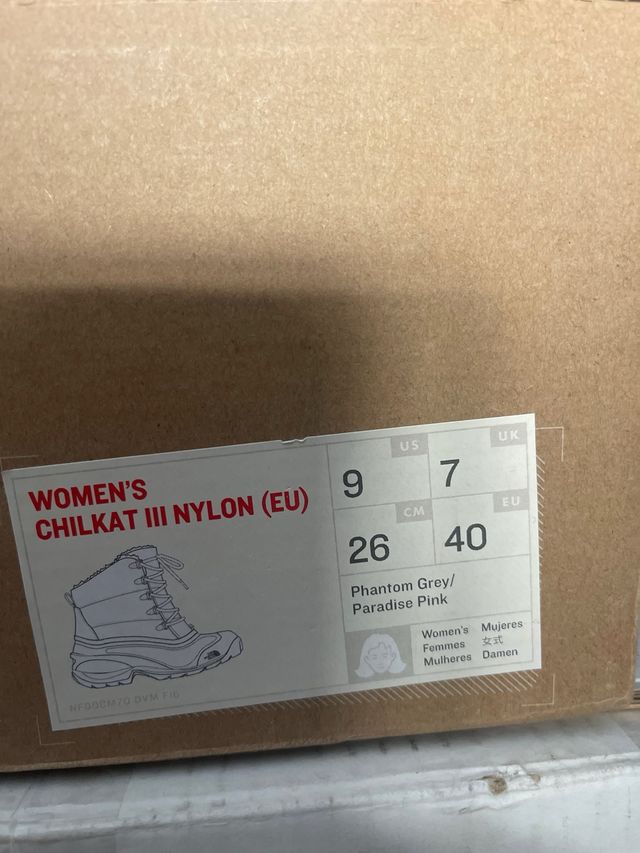 WOMEN'S
CHILKAT III NYLON (EU)
US
9
UK
7
CM
26
EU
40
Phantom Grey/
Paradise Pink
Women's Mujeres
Femmes 女式
Mulheres Damen